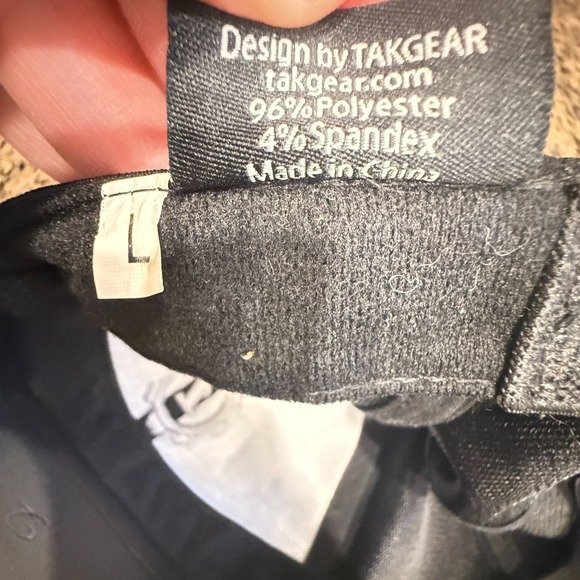 Design by TAKGEAR
takgear.com
96% Polyester
4% Spandex
Made in China
L